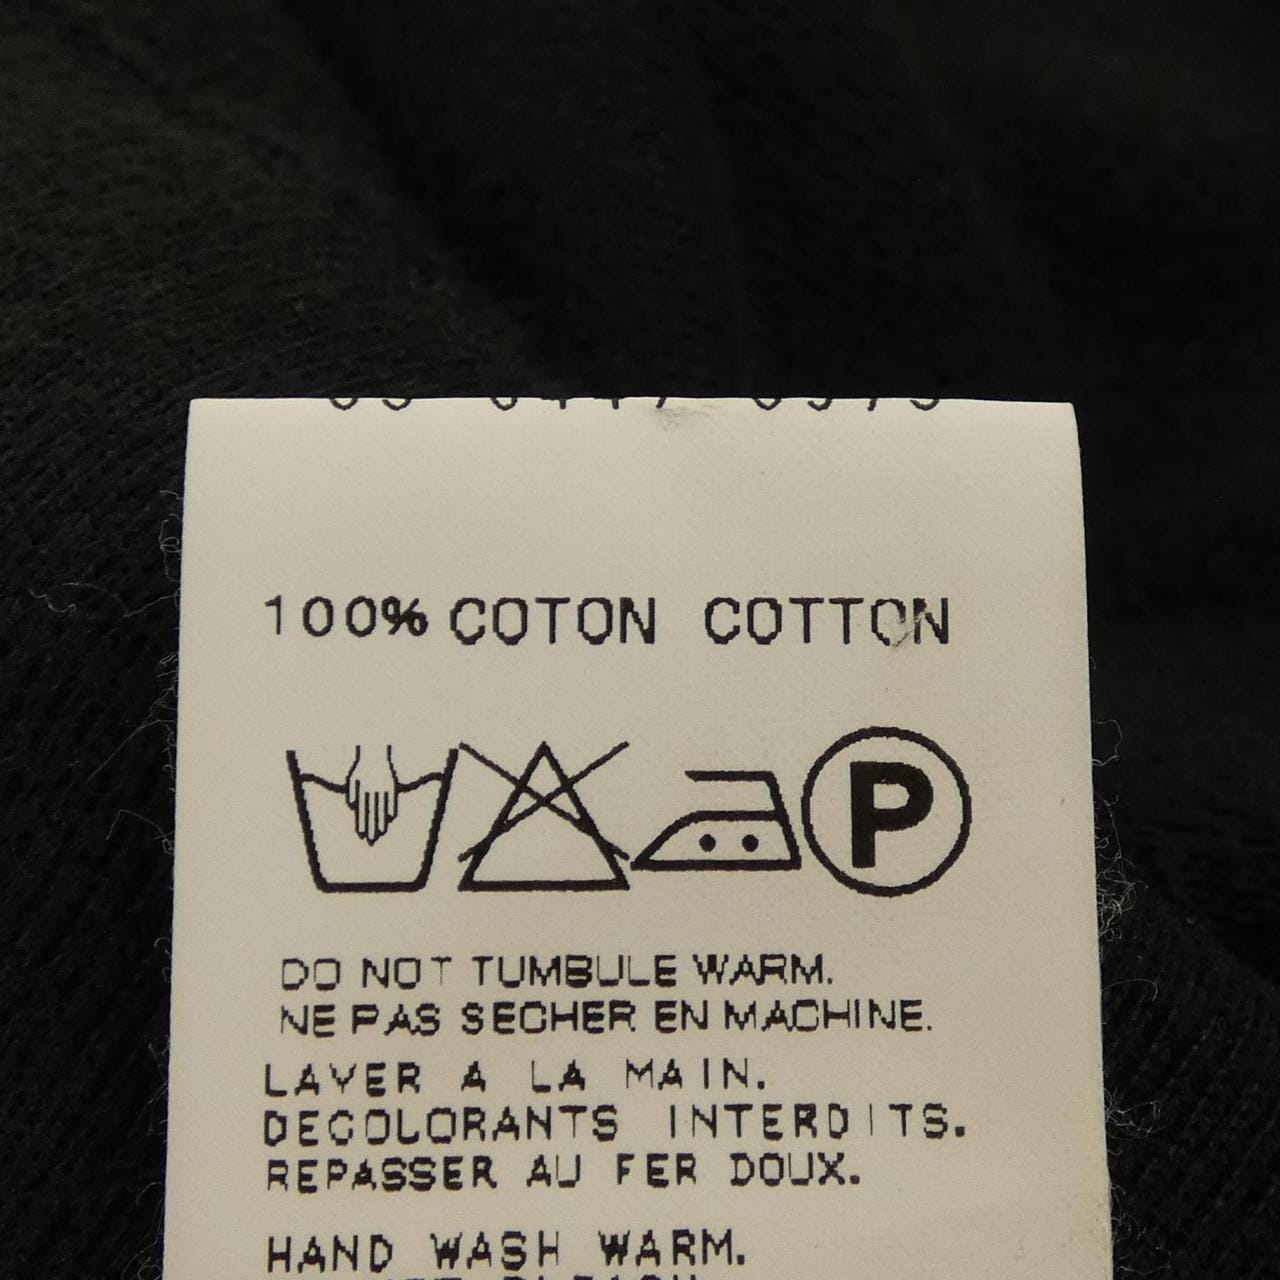 100% COTON COTTON
P
DO NOT TUMBULE WARM.
NE PAS SECHER EN MACHINE.
LAVER A LA MAIN.
DECOLORANTS INTERDITS.
REPASSER AU FER DOUX.
HAND WASH WARM.